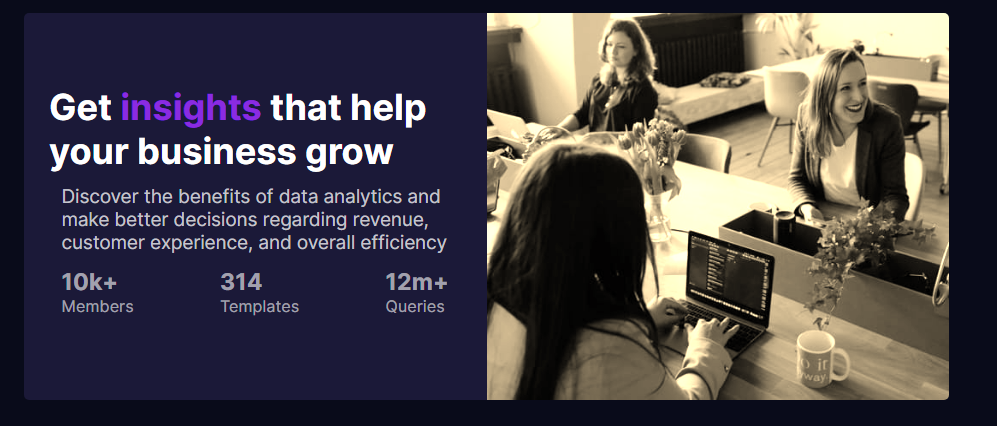 Get insights that help
your business grow
Discover the benefits of data analytics and
make better decisions regarding revenue,
customer experience, and overall efficiency
10k+ 314 12m+
Members Templates Queries